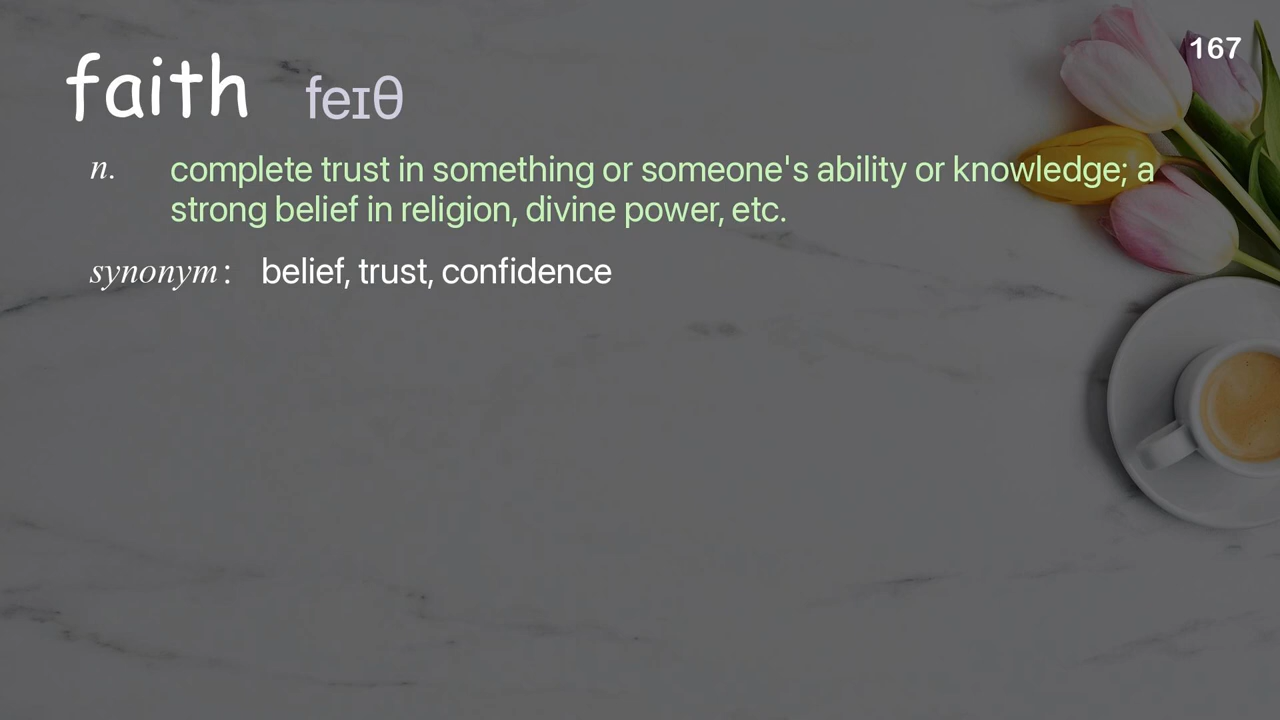 167
faith feɪθ
n. complete trust in something or someone's ability or knowledge; a
strong belief in religion, divine power, etc.
synonym: belief, trust, confidence